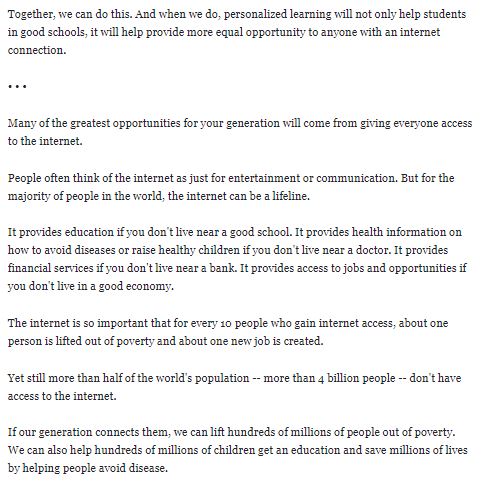 Together, we can do this. And when we do, personalized learning will not only help students
in good schools, it will help provide more equal opportunity to anyone with an internet
connection.
• • •
Many of the greatest opportunities for your generation will come from giving everyone access
to the internet.
People often think of the internet as just for entertainment or communication. But for the
majority of people in the world, the internet can be a lifeline.
It provides education if you don't live near a good school. It provides health information on
how to avoid diseases or raise healthy children if you don't live near a doctor. It provides
financial services if you don't live near a bank. It provides access to jobs and opportunities if
you don't live in a good economy.
The internet is so important that for every 10 people who gain internet access, about one
person is lifted out of poverty and about one new job is created.
Yet still more than half of the world's population -- more than 4 billion people -- don't have
access to the internet.
If our generation connects them, we can lift hundreds of millions of people out of poverty.
We can also help hundreds of millions of children get an education and save millions of lives
by helping people avoid disease.